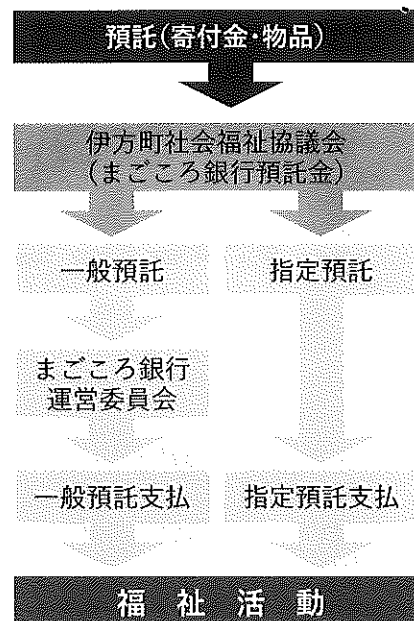 預託(寄付金・物品)
伊方町社会福祉協議会
(まごころ銀行預託金)
一般預託
指定預託
まごころ銀行
運営委員会
一般預託支払
指定預託支払
福祉活動